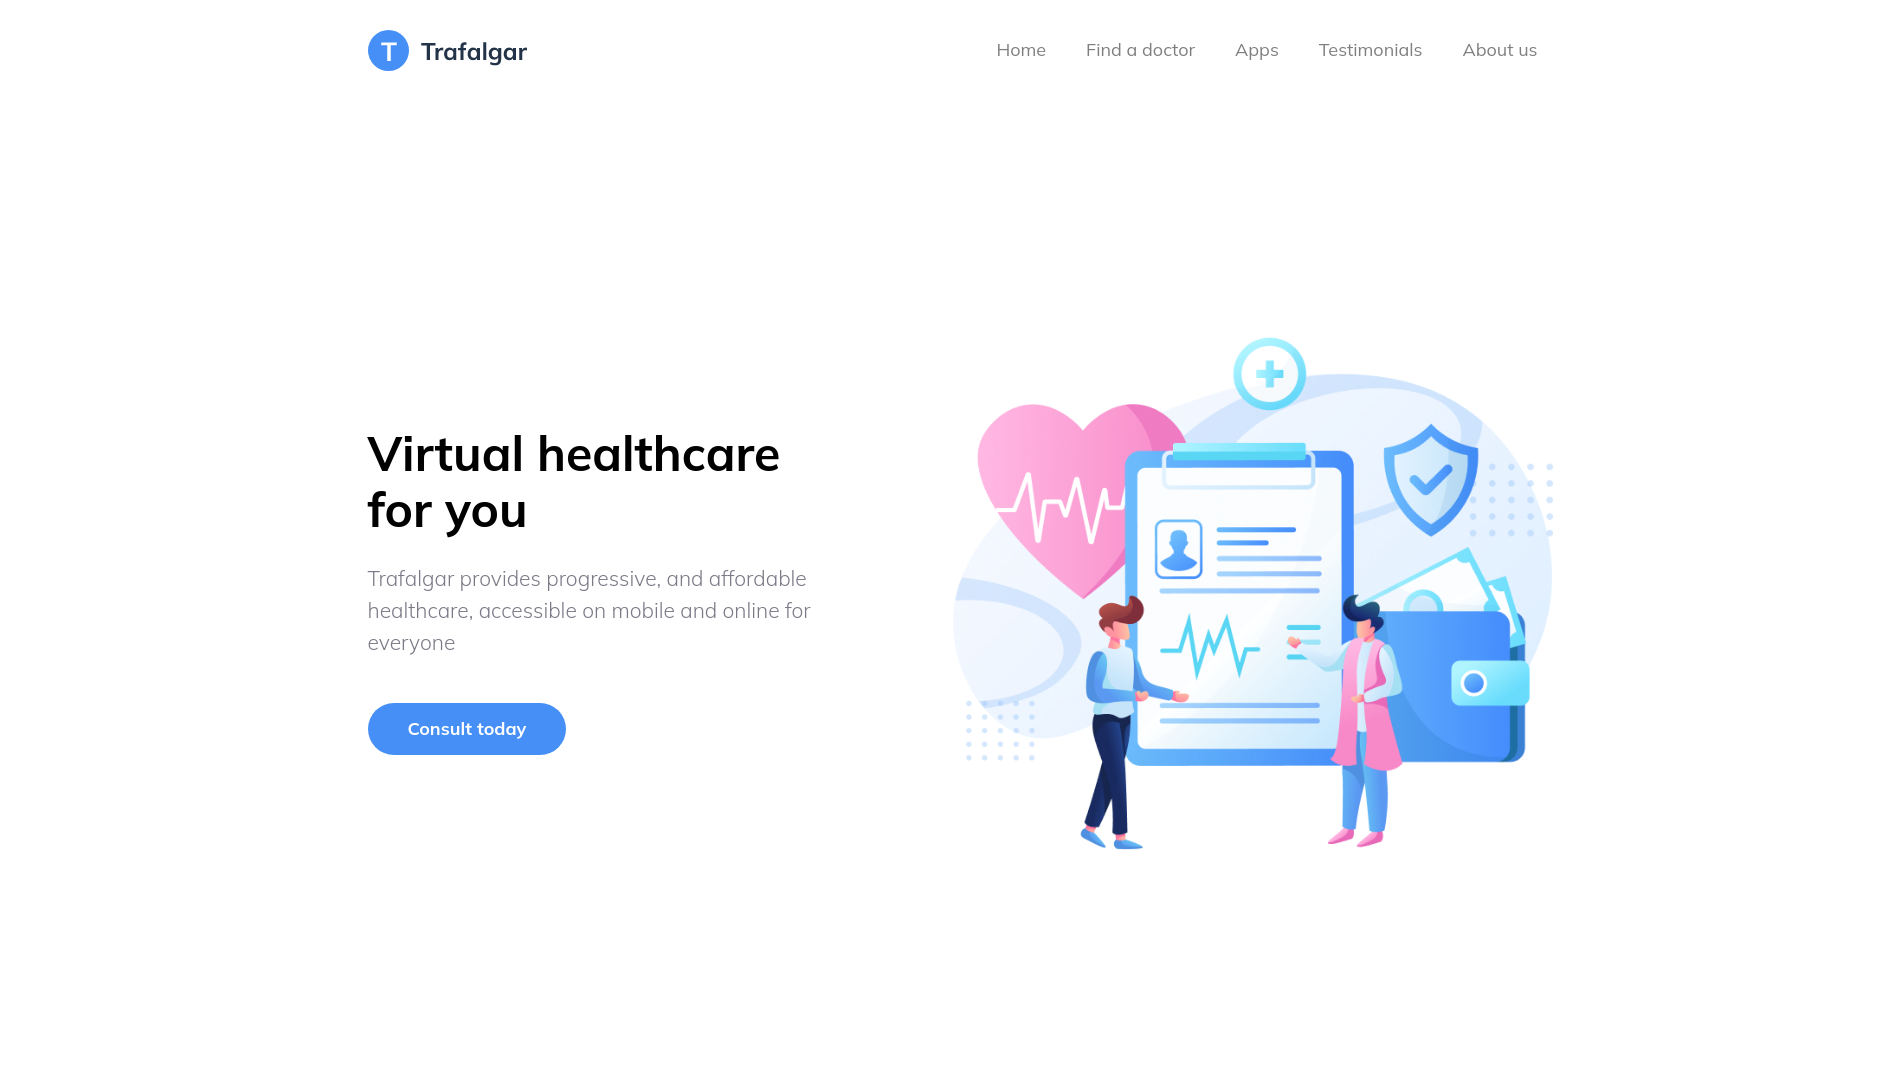 T Trafalgar
Home Find a doctor Apps Testimonials About us
Virtual healthcare
for you
Trafalgar provides progressive, and affordable
healthcare, accessible on mobile and online for
everyone
Consult today